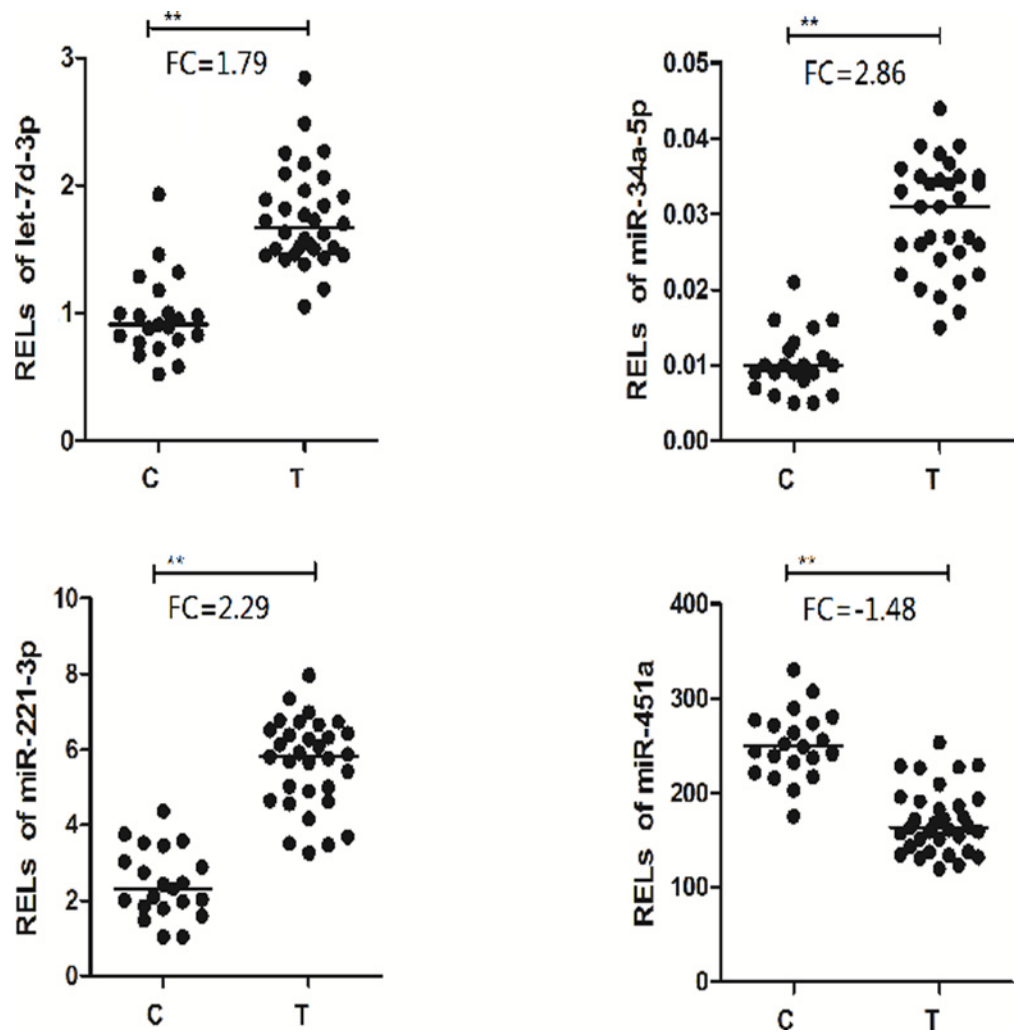 **
FC=1.79
RELs of let-7d-3p
3
2
1
0
C T
**
FC=2.86
RELs of miR-34a-5p
0.05
0.04
0.03
0.02
0.01
0.00
C T
**
FC=2.29
RELs of miR-221-3p
10
8
6
4
2
0
C T
**
FC=-1.48
RELs of miR-451a
400
300
200
100
0
C T